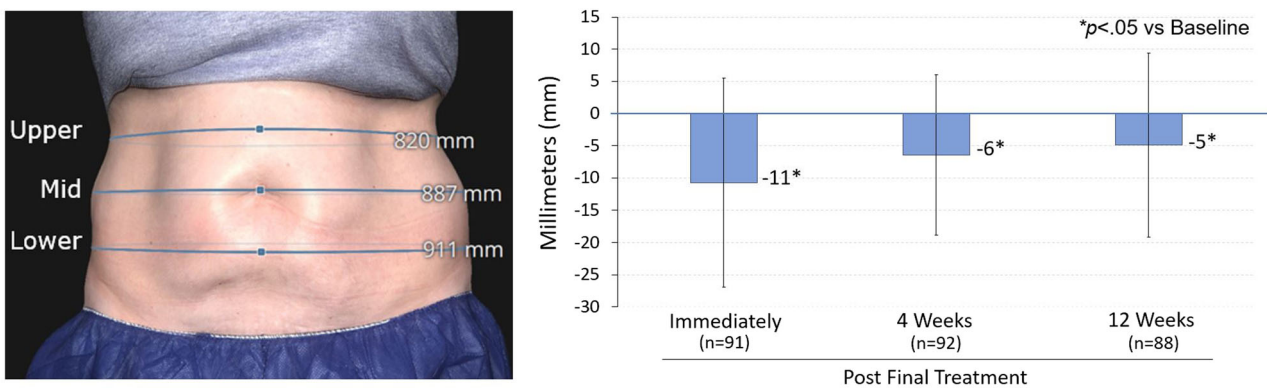 Upper
820 mm
Mid
887 mm
Lower
911 mm
*p<.05 vs Baseline
Millimeters (mm)
15
10
5
0
-5
-10
-15
-20
-25
-30
-11*
-6*
-5*
Immediately
(n=91)
4 Weeks
(n=92)
12 Weeks
(n=88)
Post Final Treatment